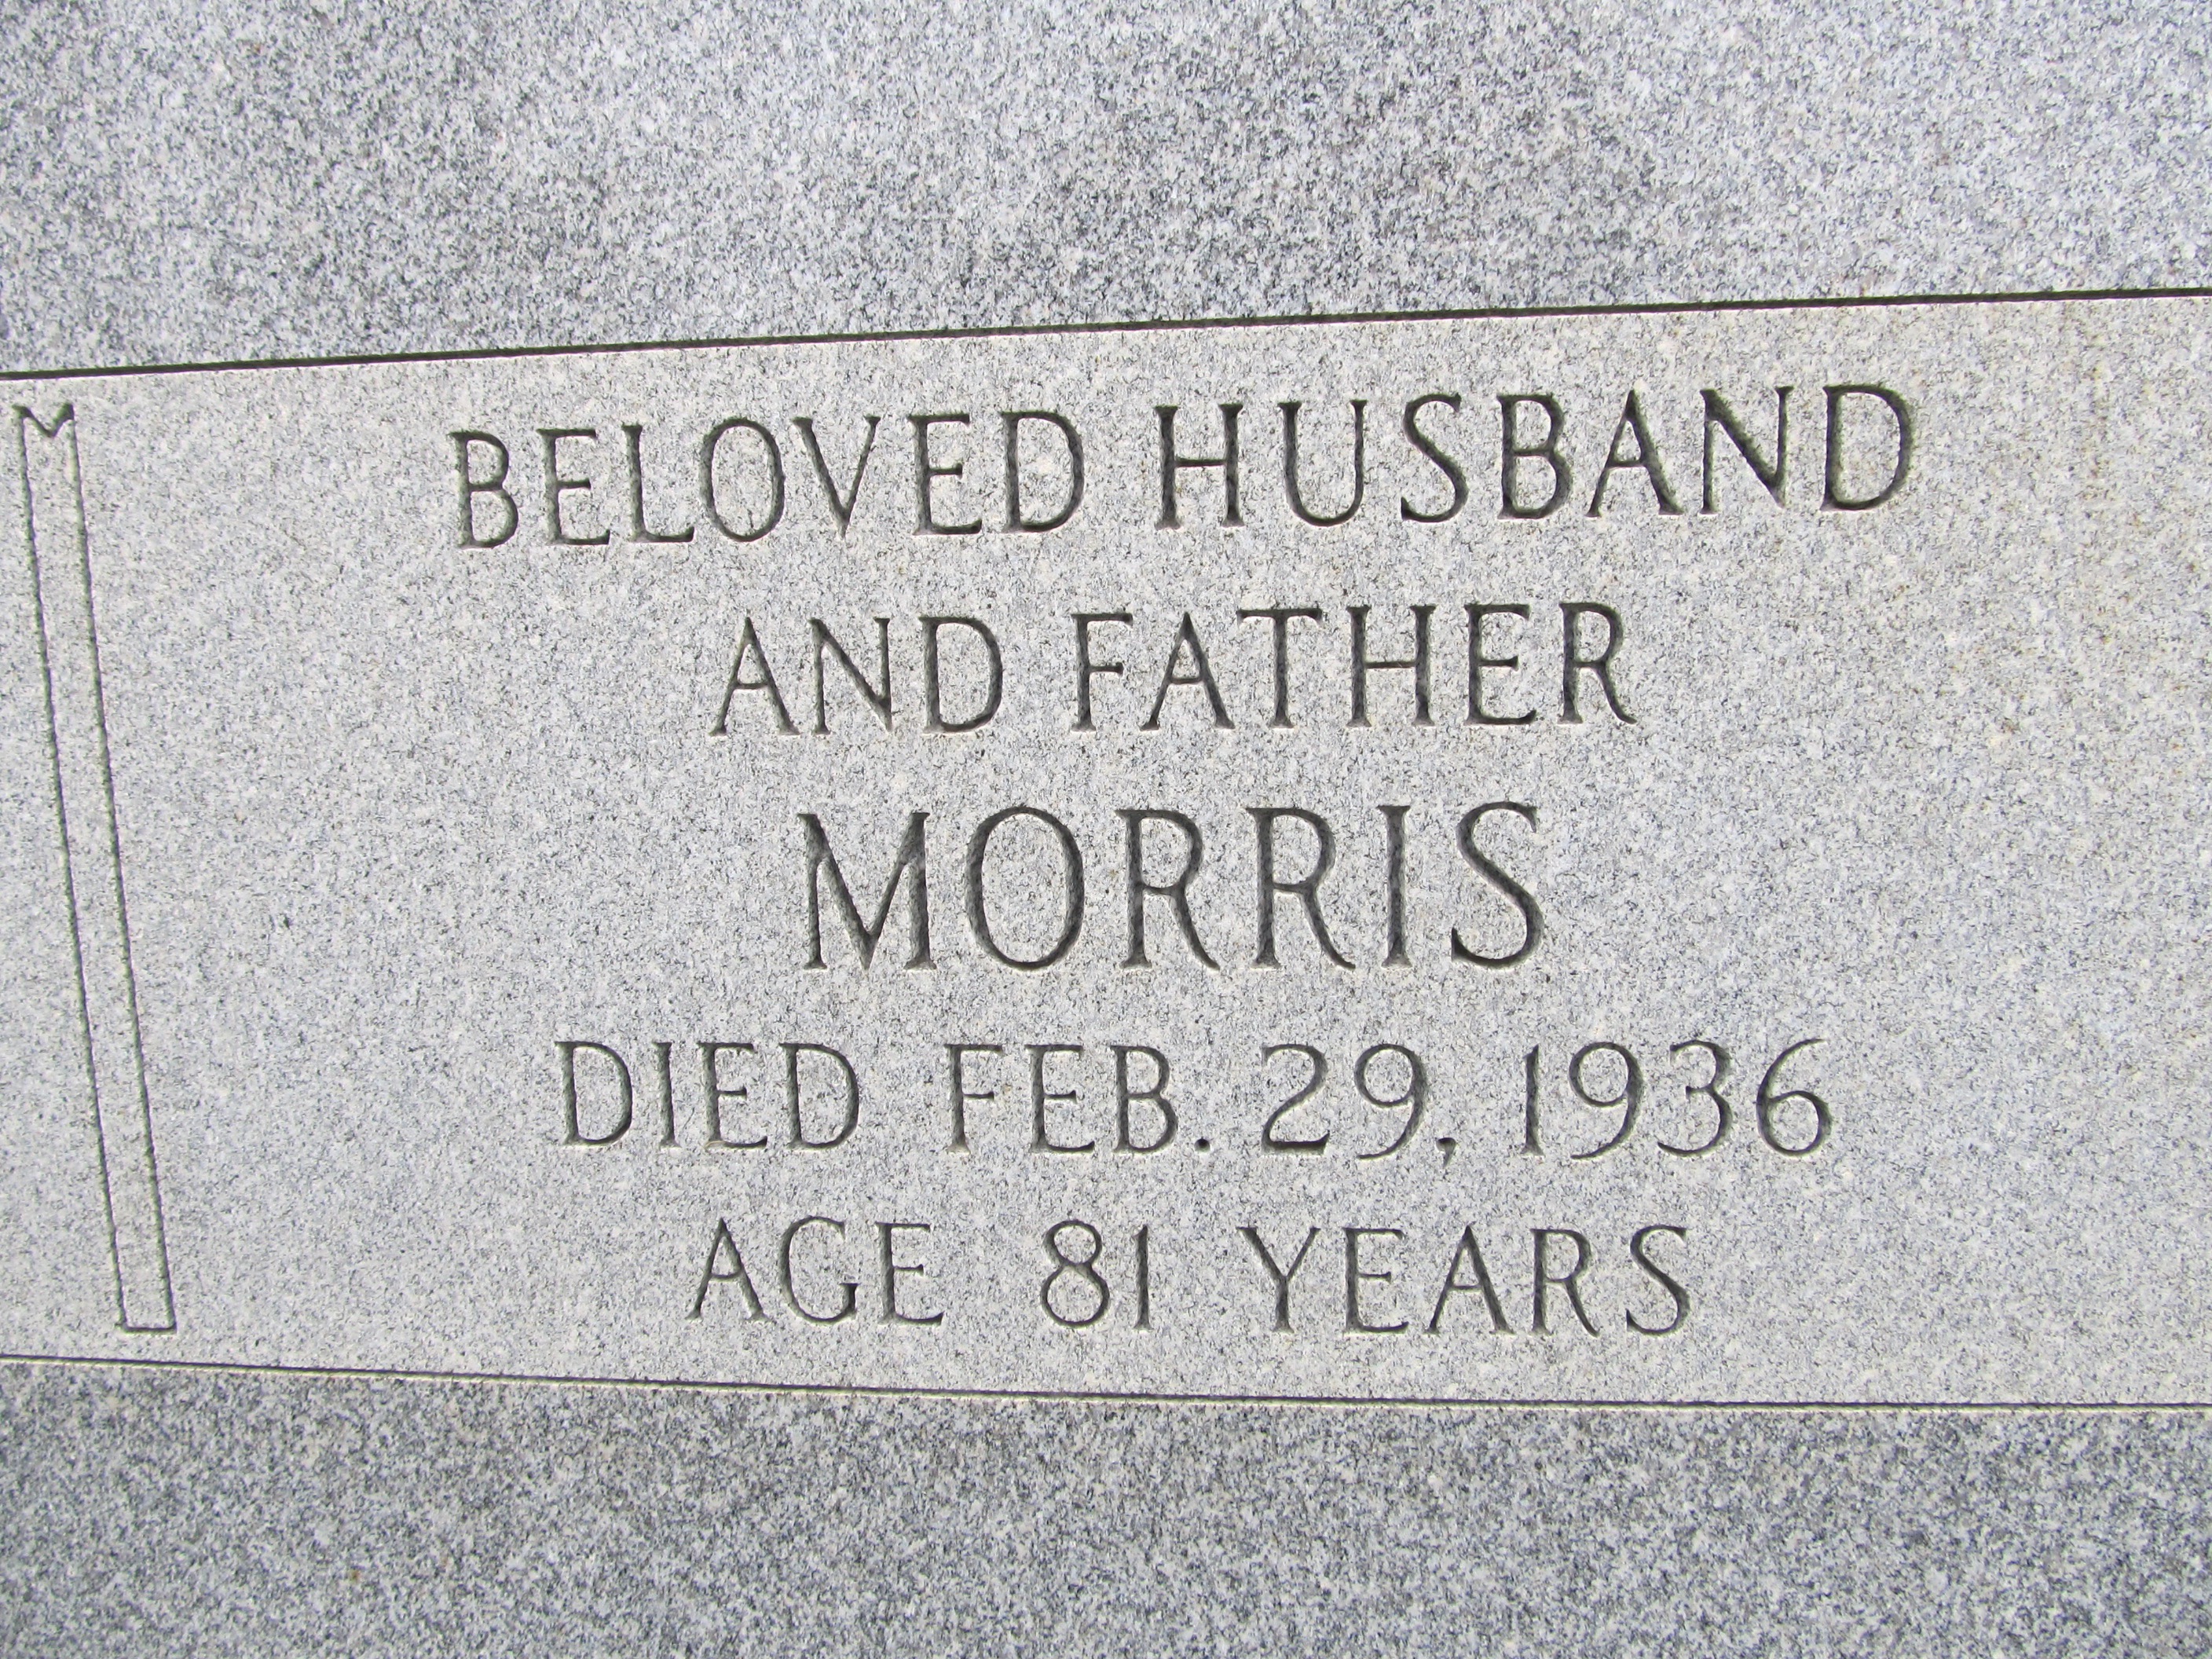 BELOVED HUSBAND
AND FATHER
MORRIS
DIED FEB. 29, 1936
AGE 81 YEARS